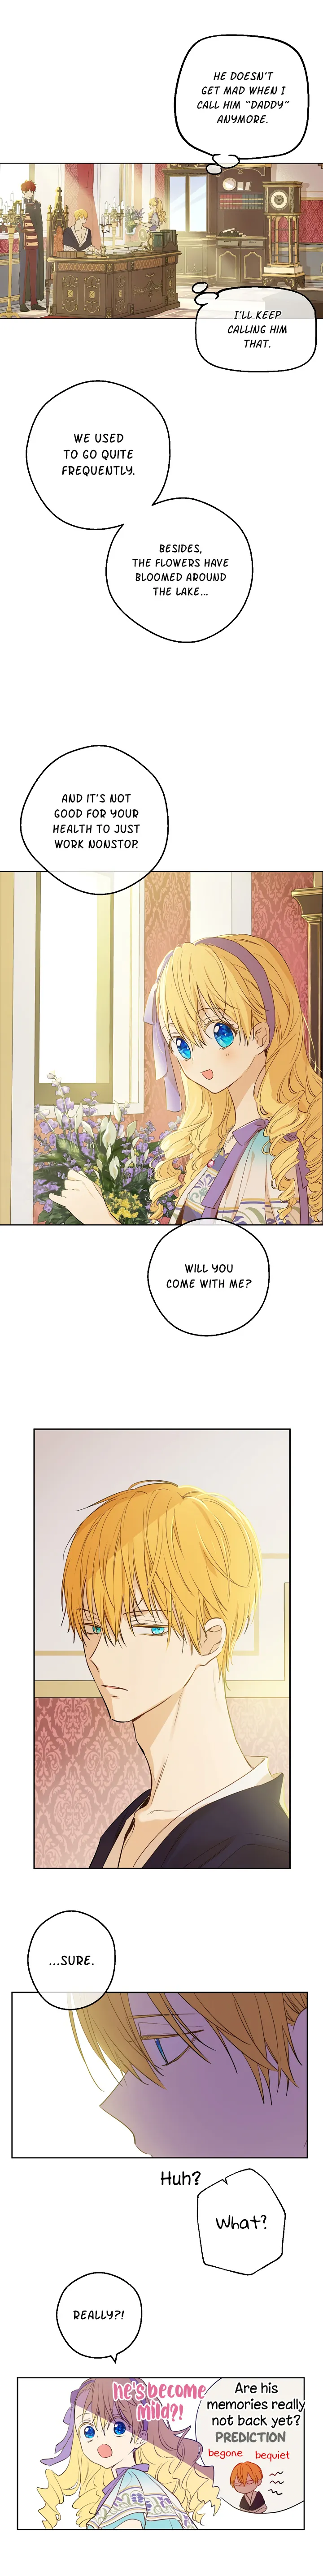 HE DOESN'T
GET MAD WHEN I
CALL HIM "DADDY"
ANYMORE.
I'LL KEEP
CALLING HIM
THAT.
WE USED
TO GO QUITE
FREQUENTLY.
BESIDES,
THE FLOWERS HAVE
BLOOMED AROUND
THE LAKE...
AND IT'S NOT
GOOD FOR YOUR
HEALTH TO JUST
WORK NONSTOP.
WILL YOU
COME WITH ME?
...SURE.
Huh?
What?
REALLY?!
he's become
mild?!
Are his
memories really
not back yet?
PREDICTION
begone bequiet